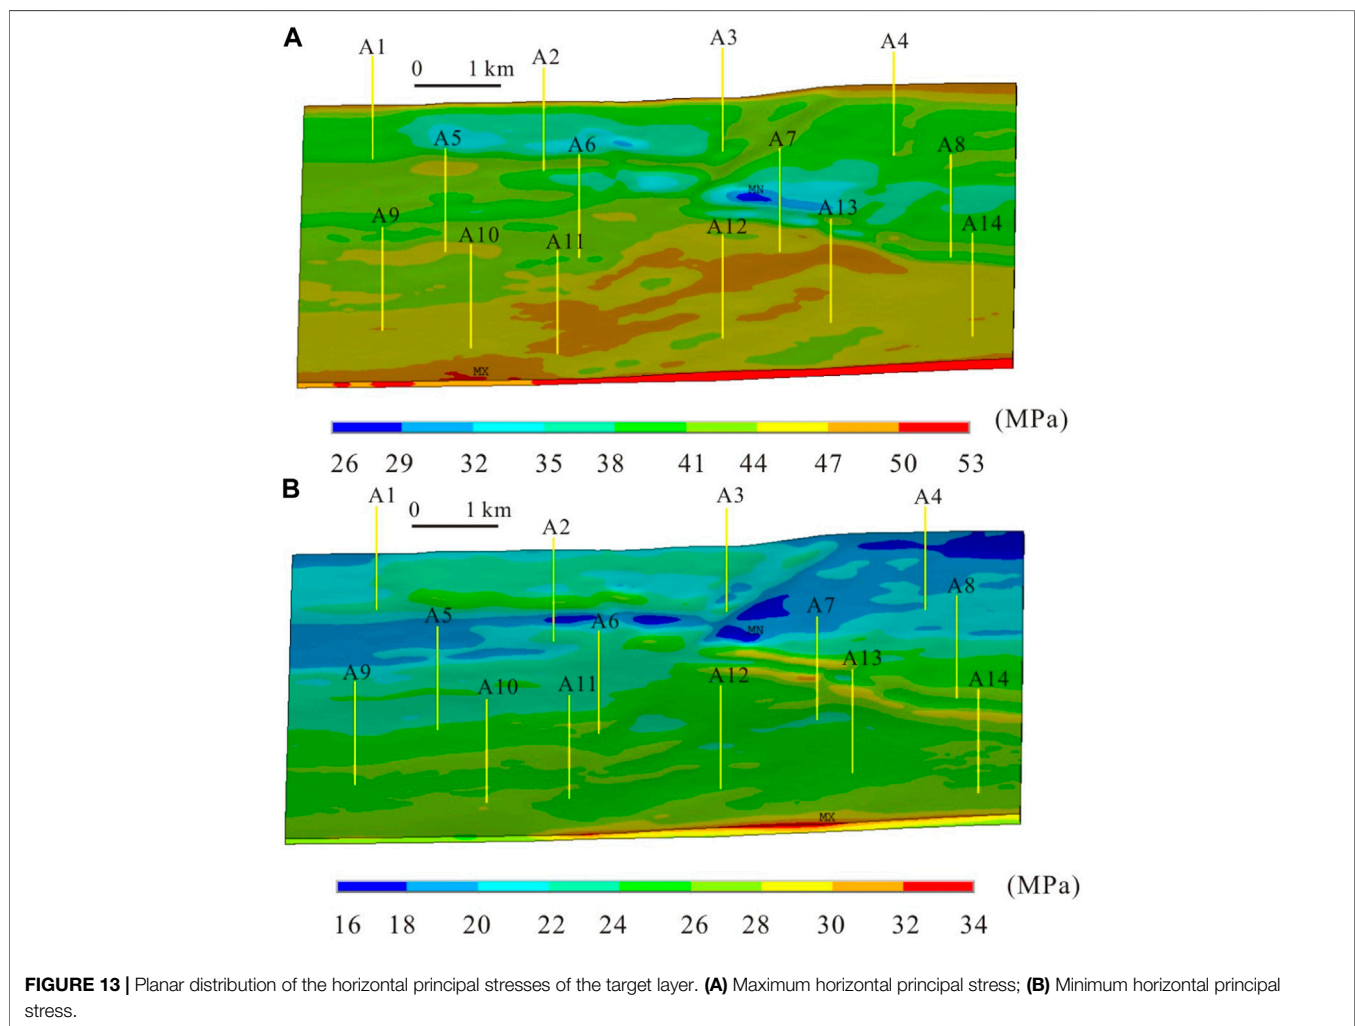 A
A1
A2
A3
A4
0 1 km
A5
A6
A7
A8
MN
A9
A10
A11
A12
A13
A14
MX
(MPa)
26 29 32 35 38 41 44 47 50 53
B
A1
A2
A3
A4
0 1 km
A5
A6
A7
A8
MN
A9
A10
A11
A12
A13
A14
MX
(MPa)
16 18 20 22 24 26 28 30 32 34
FIGURE 13 | Planar distribution of the horizontal principal stresses of the target layer. (A) Maximum horizontal principal stress; (B) Minimum horizontal principal
stress.